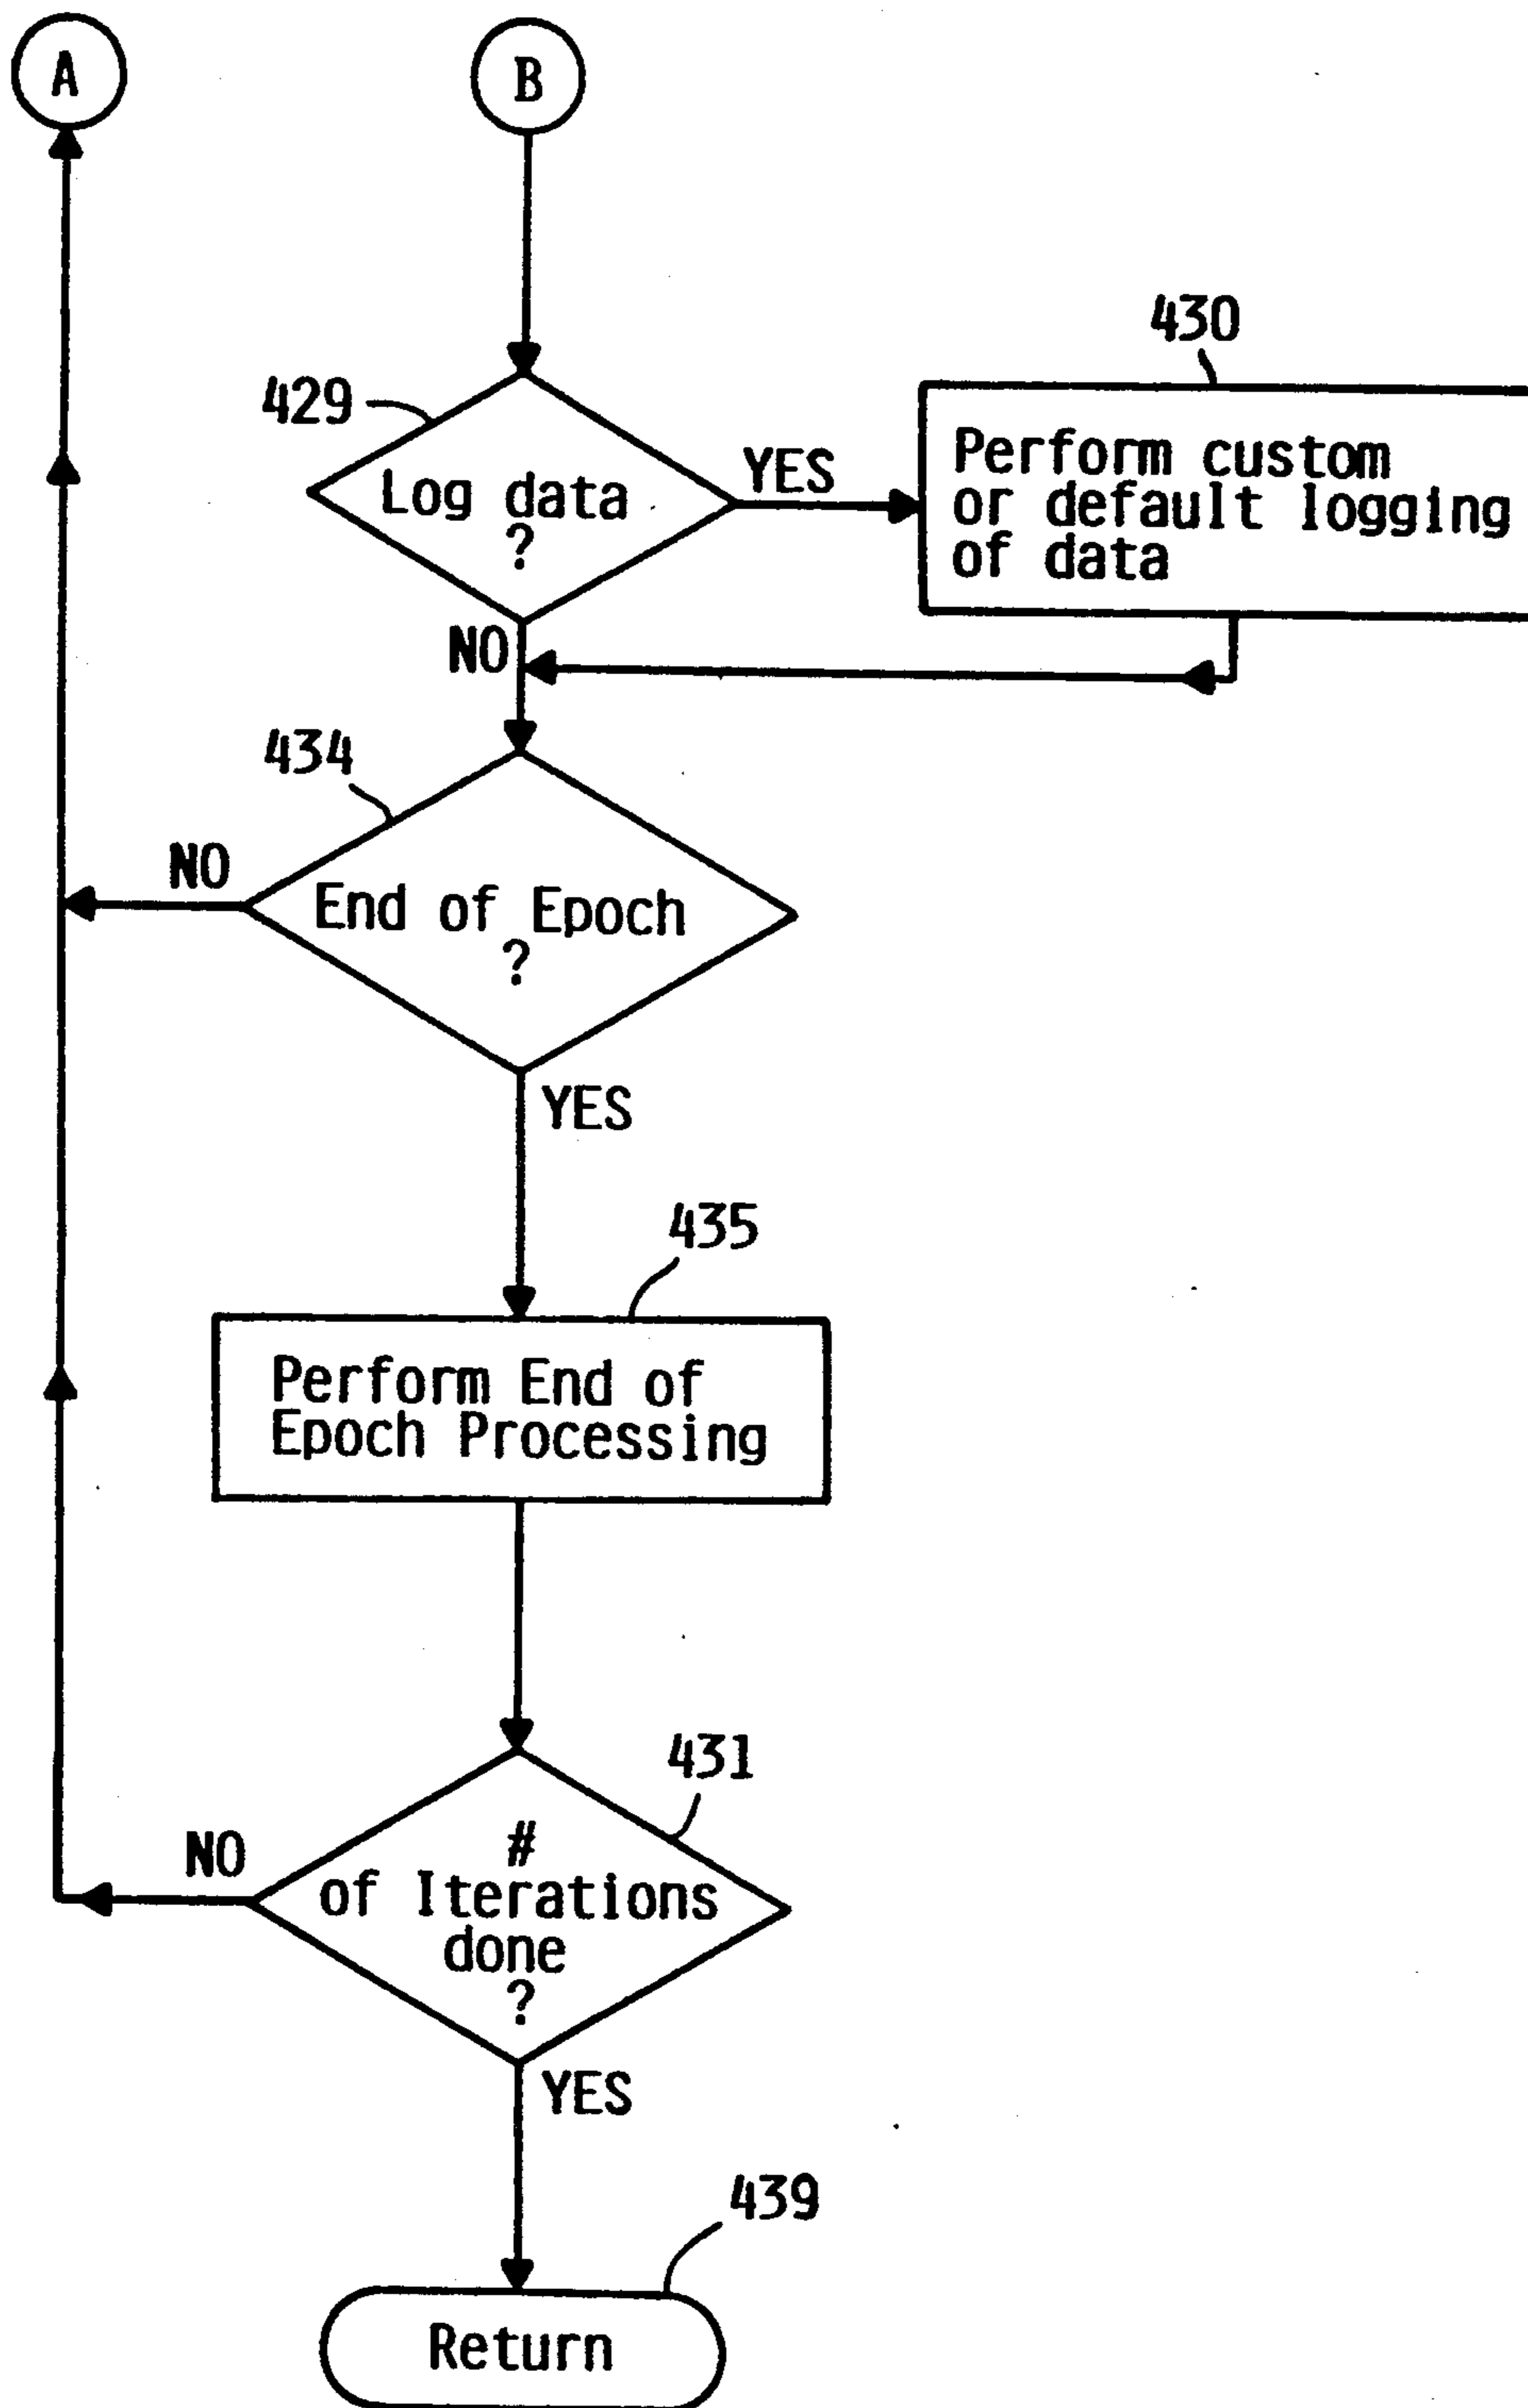 A
B
430
429
Log data
?
YES
Perform custom
or default logging
of data
NO
434
NO
End of Epoch
?
YES
435
Perform End of
Epoch Processing
431
NO
#
of Iterations
done
?
YES
439
Return